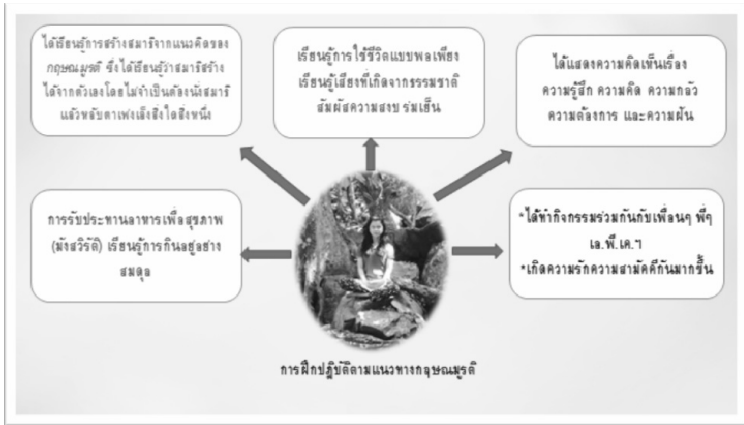 ได้เรียนรู้การสร้างสมาธิจากแนวคิดของ
กฤษณมูรติ ซึ่งได้เรียนรู้ว่าสมาธิสร้าง
ได้จากตัวเองโดยไม่จำเป็นต้องนั่งสมาธิ
แล้วหลับตาเพ่งเล็งสิ่งใดสิ่งหนึ่ง
เรียนรู้การใช้ชีวิตแบบพอเพียง
เรียนรู้เสียงที่เกิดจากธรรมชาติ
สัมผัสความสงบ ร่มเย็น
ได้แสดงความคิดเห็นเรื่อง
ความรู้สึก ความคิด ความกลัว
ความต้องการ และความฝัน
การรับประทานอาหารเพื่อสุขภาพ
(มังสวิรัติ) เรียนรู้การกินอยู่อย่าง
สมดุล
*ได้ทำกิจกรรมร่วมกันกับเพื่อนๆ พี่ๆ
เอ.พี.เค.ฯ
*เกิดความรักความสามัคคีกันมากขึ้น
การฝึกปฏิบัติตามแนวทางกฤษณมูรติ